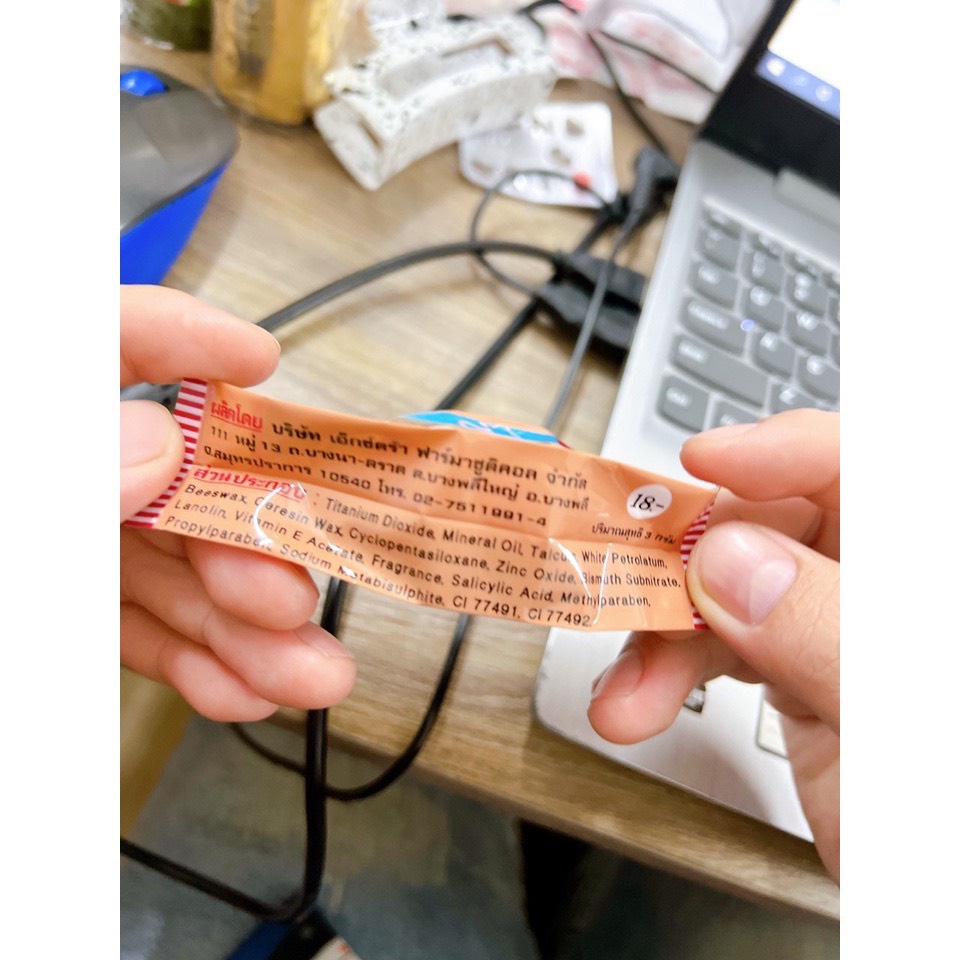 ผลิตโดย บริษัท เอ็กซ์ตร้า ฟาร์มาซูติคอล จำกัด
111 หมู่ 13 ถ.บางนา-ตราด ต.บางพลีใหญ่ อ.บางพลี
จ.สมุทรปราการ 10540 โทร. 02-7511991-4
18.-
ปริมาณสุทธิ 3 กรัม
ส่วนประกอบ : Titanium Dioxide, Mineral Oil, Talcum, White Petrolatum,
Beeswax, Ceresin Wax, Cyclopentasiloxane, Zinc Oxide, Bismuth Subnitrate,
Lanolin, Vitamin E Acetate, Fragrance, Salicylic Acid, Methylparaben,
Propylparaben, Sodium Metabisulphite, CI 77491, CI 77492.